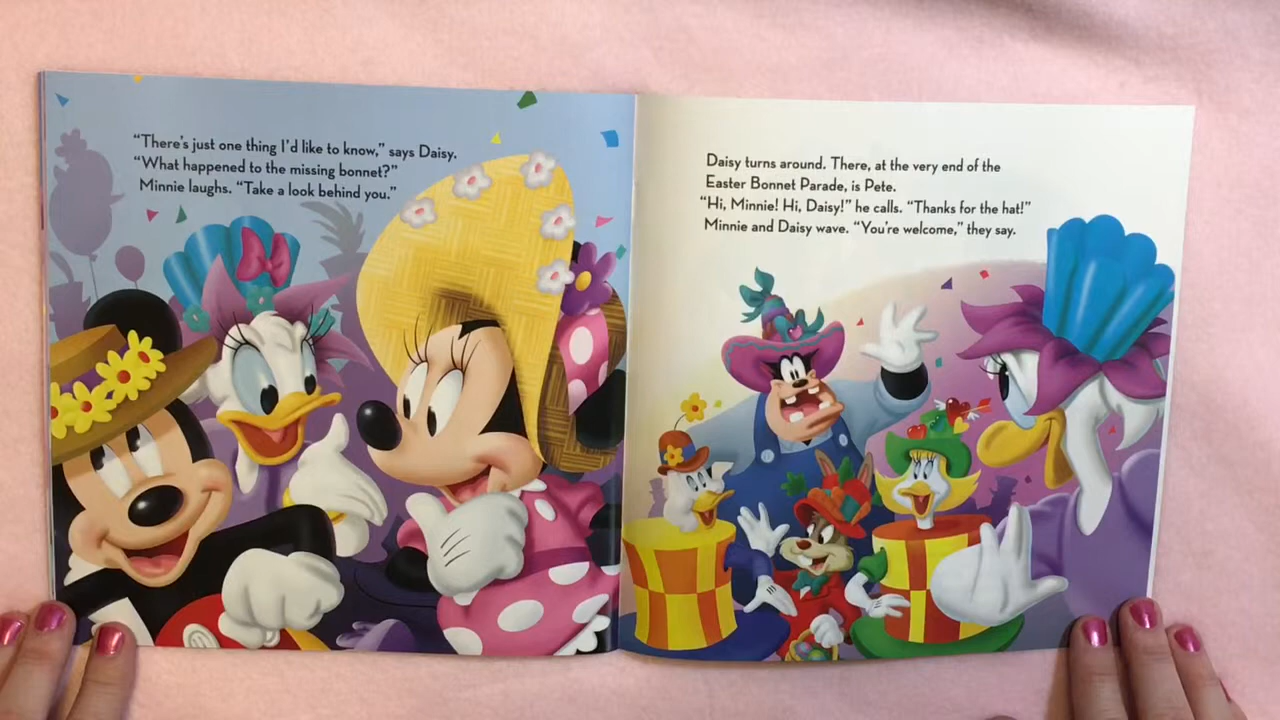 “There’s just one thing I’d like to know,” says Daisy.
“What happened to the missing bonnet?”
Minnie laughs. “Take a look behind you.”
Daisy turns around. There, at the very end of the
Easter Bonnet Parade, is Pete.
“Hi, Minnie! Hi, Daisy!” he calls. “Thanks for the hat!”
Minnie and Daisy wave. “You’re welcome,” they say.